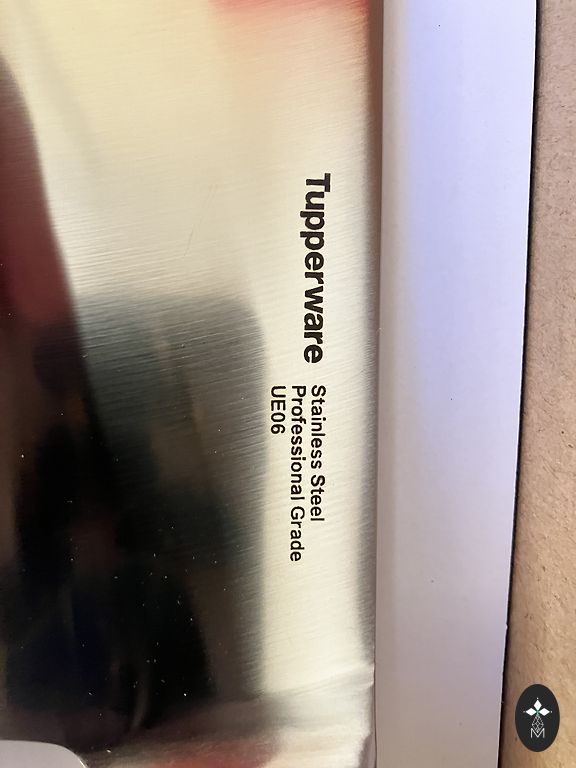 Tupperware
Stainless Steel
Professional Grade
UE06